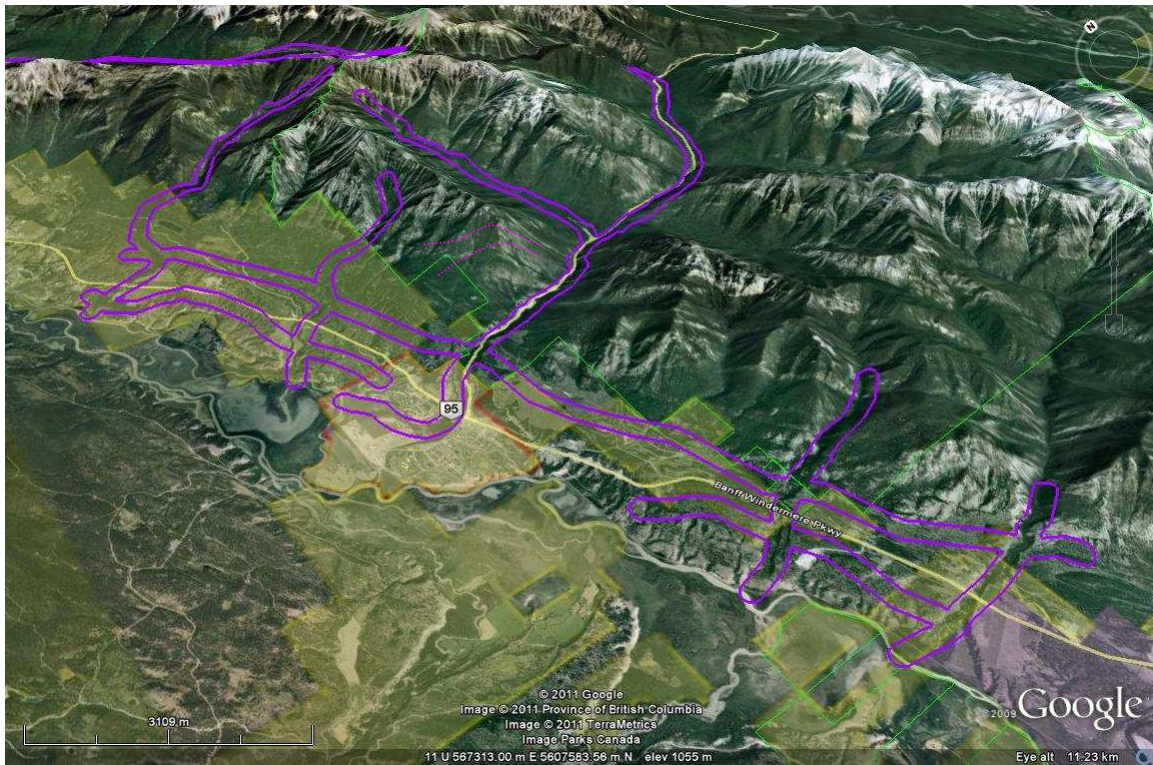 N
95
Banff Windermere Pkwy
3109 m
© 2011 Google
Image © 2011 Province of British Columbia
Image © 2011 TerraMetrics
Image Parks Canada
©2009 Google
11 U 567313.00 m E 5607583.56 m N elev 1055 m
Eye alt 11.23 km